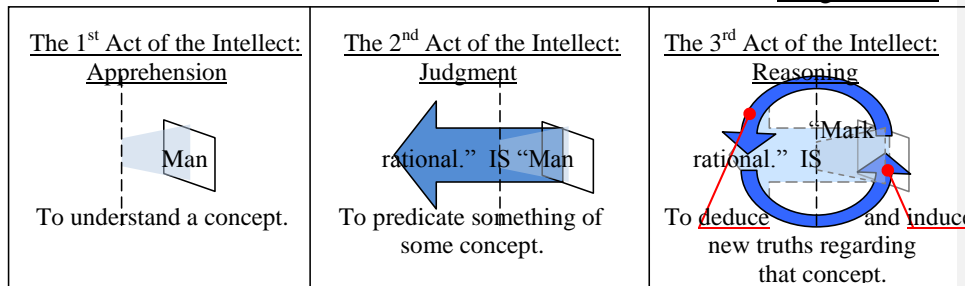 The 1st Act of the Intellect:
Apprehension
Man
To understand a concept.
The 2nd Act of the Intellect:
Judgment
rational.” IS “Man
To predicate something of
some concept.
The 3rd Act of the Intellect:
Reasoning
“Mark
rational.” IS
To deduce and induce
new truths regarding
that concept.